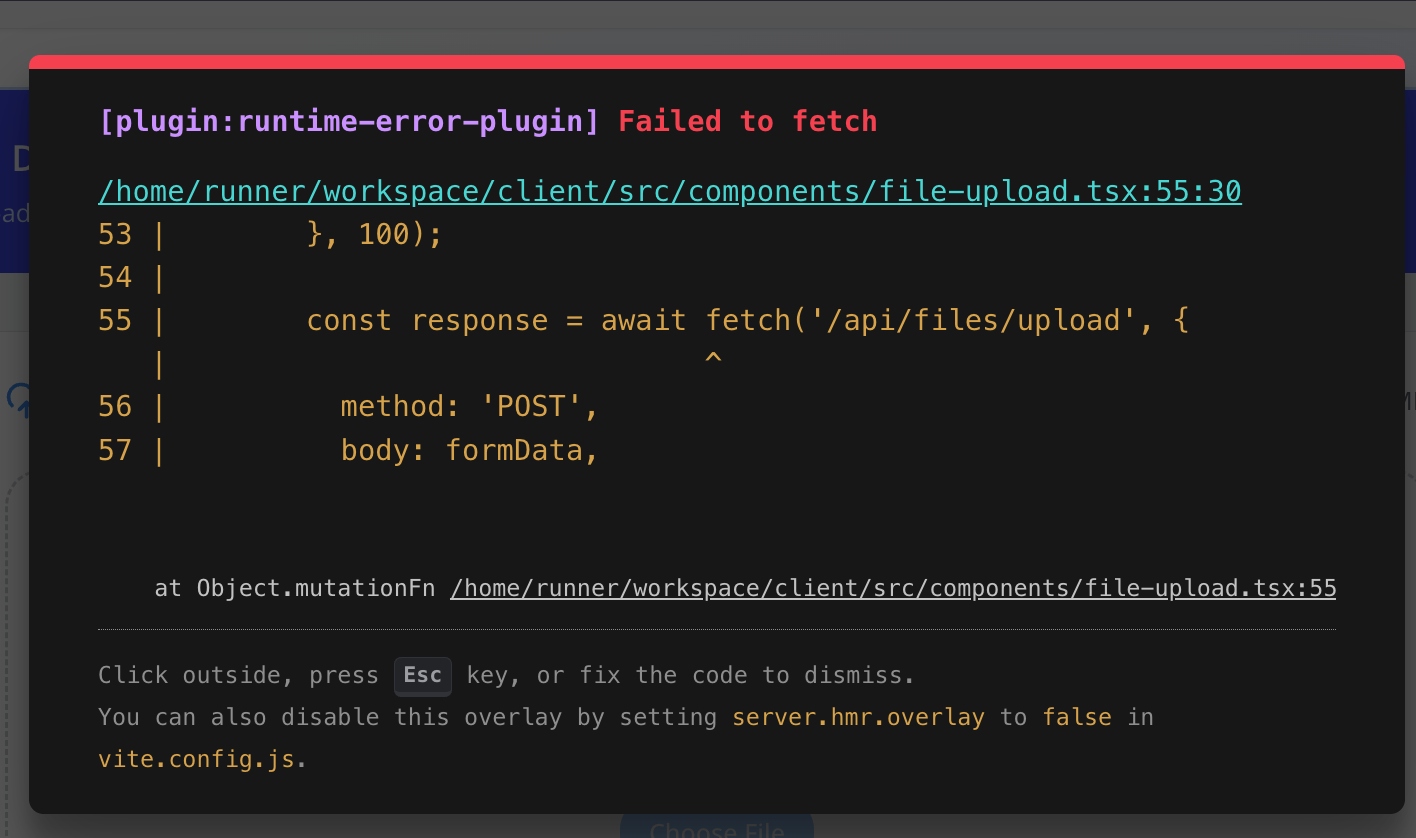 [plugin:runtime-error-plugin] Failed to fetch
/home/runner/workspace/client/src/components/file-upload.tsx:55:30
53 |        }, 100);
54 |
55 |        const response = await fetch('/api/files/upload', {
   |                               ^
56 |          method: 'POST',
57 |          body: formData,
at Object.mutationFn /home/runner/workspace/client/src/components/file-upload.tsx:55
Click outside, press Esc key, or fix the code to dismiss.
You can also disable this overlay by setting server.hmr.overlay to false in
vite.config.js.
Choose File